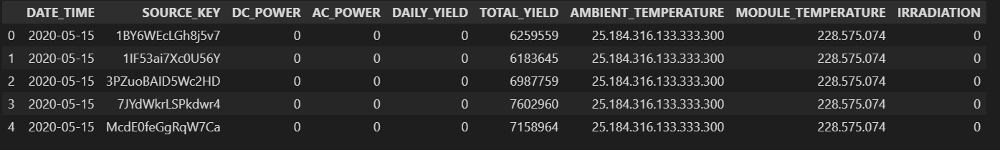 DATE_TIME SOURCE_KEY DC_POWER AC_POWER DAILY_YIELD TOTAL_YIELD AMBIENT_TEMPERATURE MODULE_TEMPERATURE IRRADIATION
0 2020-05-15 1BY6WEcLGh8j5v7 0 0 0 6259559 25.184.316.133.333.300 228.575.074 0
1 2020-05-15 1IF53ai7Xc0U56Y 0 0 0 6183645 25.184.316.133.333.300 228.575.074 0
2 2020-05-15 3PZuoBAID5Wc2HD 0 0 0 6987759 25.184.316.133.333.300 228.575.074 0
3 2020-05-15 7JYdWkrLSPkdwr4 0 0 0 7602960 25.184.316.133.333.300 228.575.074 0
4 2020-05-15 McdE0feGgRqW7Ca 0 0 0 7158964 25.184.316.133.333.300 228.575.074 0